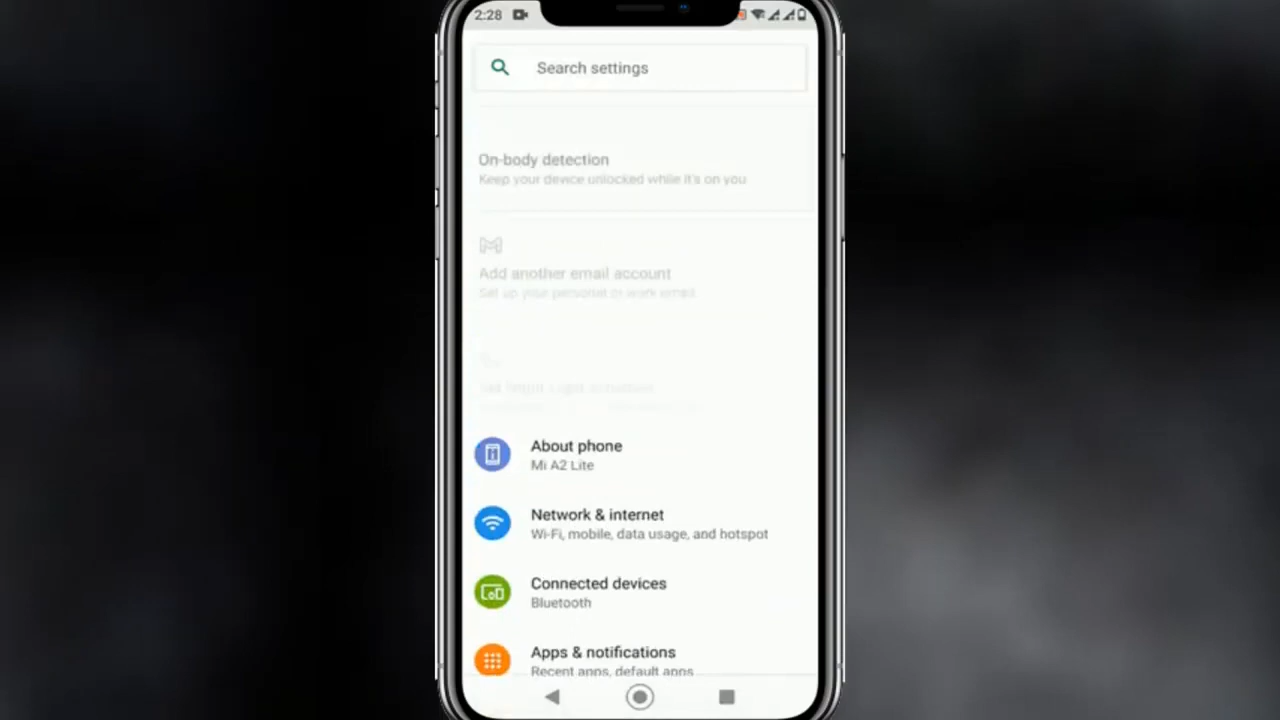 2:28
Search settings
On-body detection
Keep your device unlocked while it's on you
Add another email account
Set up your personal or work email
About phone
Mi A2 Lite
Network & internet
Wi-Fi, mobile, data usage, and hotspot
Connected devices
Bluetooth
Apps & notifications
Recent apps, default apps